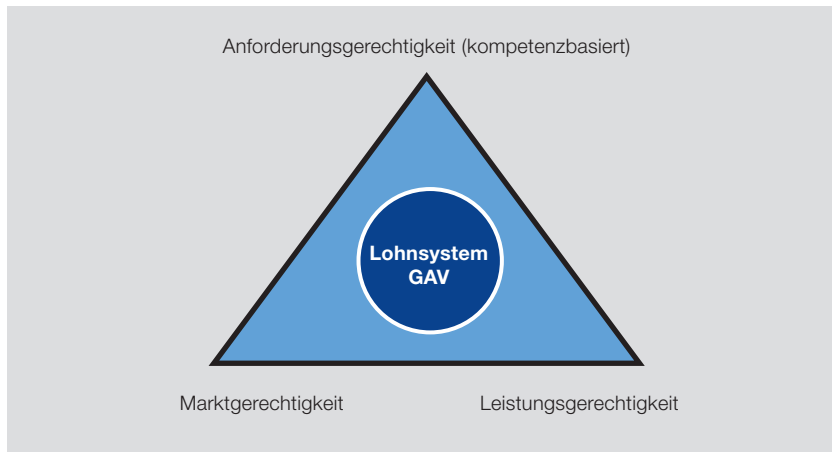 Anforderungsgerechtigkeit (kompetenzbasiert)
Lohnsystem
GAV
Marktgerechtigkeit
Leistungsgerechtigkeit